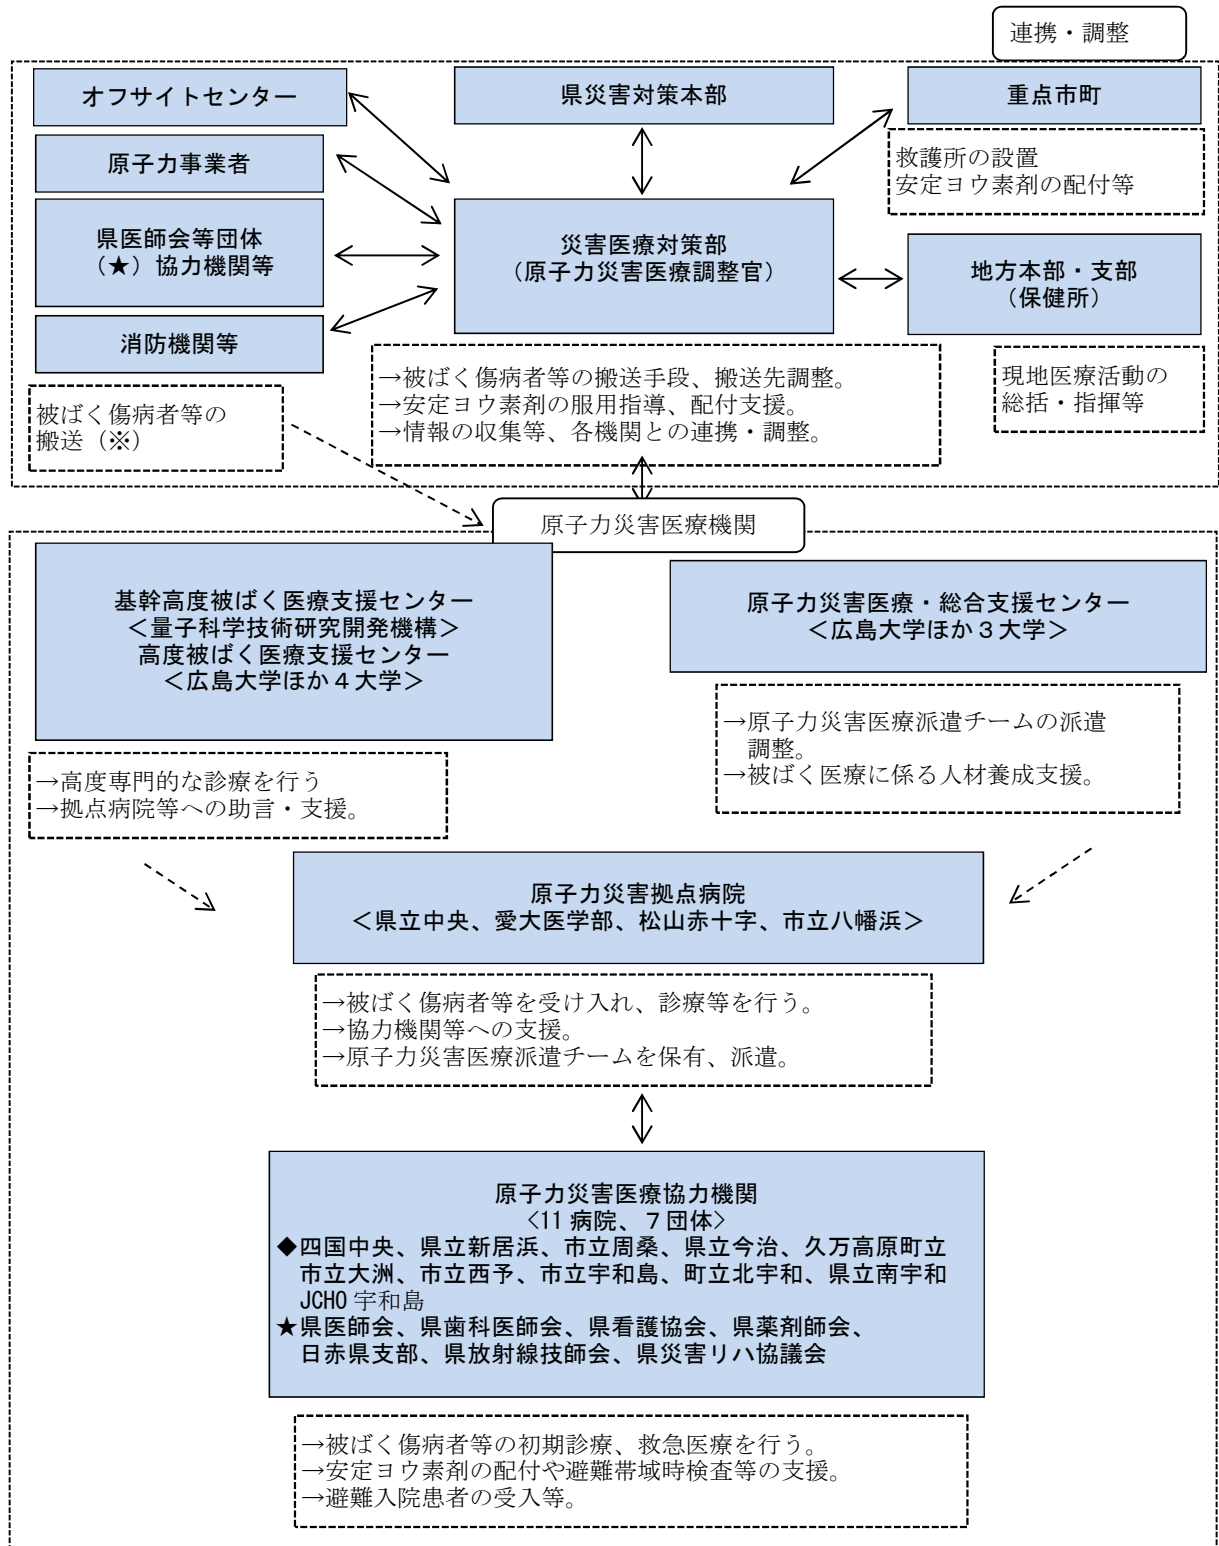 連携・調整
オフサイトセンター
県災害対策本部
重点市町
原子力事業者
救護所の設置
安定ヨウ素剤の配付等
県医師会等団体
（★）協力機関等
災害医療対策部
（原子力災害医療調整官）
地方本部・支部
（保健所）
消防機関等
→被ばく傷病者等の搬送手段、搬送先調整。
→安定ヨウ素剤の服用指導、配付支援。
→情報の収集等、各機関との連携・調整。
現地医療活動の
総括・指揮等
被ばく傷病者等の
搬送（※）
原子力災害医療機関
基幹高度被ばく医療支援センター
＜量子科学技術研究開発機構＞
高度被ばく医療支援センター
＜広島大学ほか４大学＞
原子力災害医療・総合支援センター
＜広島大学ほか３大学＞
→原子力災害医療派遣チームの派遣
調整。
→被ばく医療に係る人材養成支援。
→高度専門的な診療を行う
→拠点病院等への助言・支援。
原子力災害拠点病院
＜県立中央、愛大医学部、松山赤十字、市立八幡浜＞
→被ばく傷病者等を受け入れ、診療等を行う。
→協力機関等への支援。
→原子力災害医療派遣チームを保有、派遣。
原子力災害医療協力機関
<11 病院、７団体>
◆四国中央、県立新居浜、市立周桑、県立今治、久万高原町立
市立大洲、市立西予、市立宇和島、町立北宇和、県立南宇和
JCHO 宇和島
★県医師会、県歯科医師会、県看護協会、県薬剤師会、
日赤県支部、県放射線技師会、県災害リハ協議会
→被ばく傷病者等の初期診療、救急医療を行う。
→安定ヨウ素剤の配付や避難帯域時検査等の支援。
→避難入院患者の受入等。